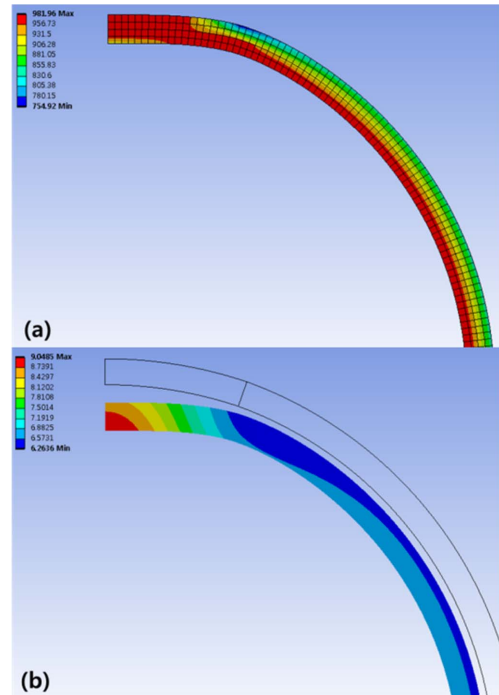 981.96 Max
956.73
931.5
906.28
881.05
855.83
830.6
805.38
780.15
754.92 Min
(a)
9.0485 Max
8.7391
8.4297
8.1202
7.8108
7.5014
7.1919
6.8825
6.5731
6.2636 Min
(b)